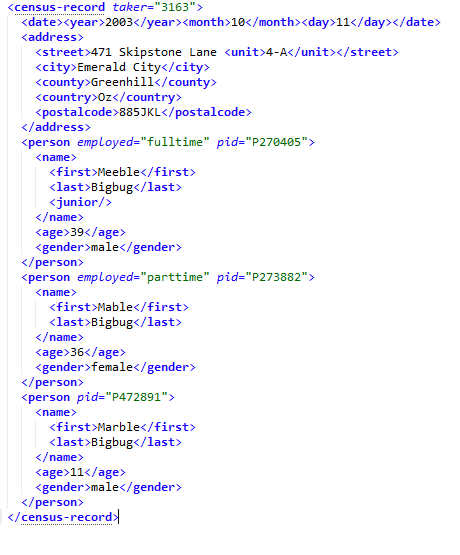 <census-record taker="3163">
<date><year>2003</year><month>10</month><day>11</day></date>
<address>
<street>471 Skipstone Lane <unit>4-A</unit></street>
<city>Emerald City</city>
<county>Greenhill</county>
<country>Oz</country>
<postalcode>885JKL</postalcode>
</address>
<person employed="fulltime" pid="P270405">
<name>
<first>Meeble</first>
<last>Bigbug</last>
<junior/>
</name>
<age>39</age>
<gender>male</gender>
</person>
<person employed="parttime" pid="P273882">
<name>
<first>Mable</first>
<last>Bigbug</last>
</name>
<age>36</age>
<gender>female</gender>
</person>
<person pid="P472891">
<name>
<first>Marble</first>
<last>Bigbug</last>
</name>
<age>11</age>
<gender>male</gender>
</person>
</census-record>